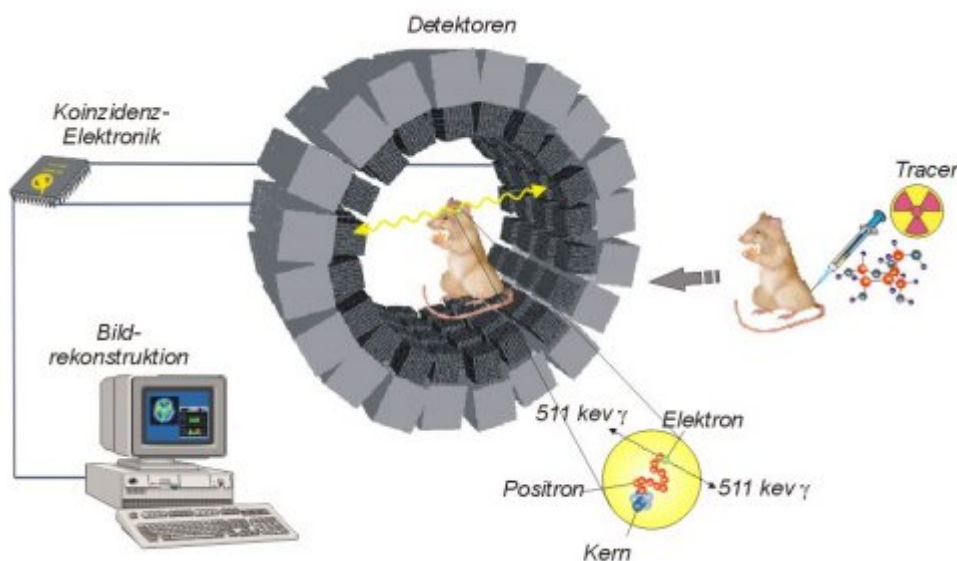 Detektoren
Koinzidenz-
Elektronik
Tracer
Bild-
rekonstruktion
511 kev γ
Elektron
Positron
511 kev γ
Kern